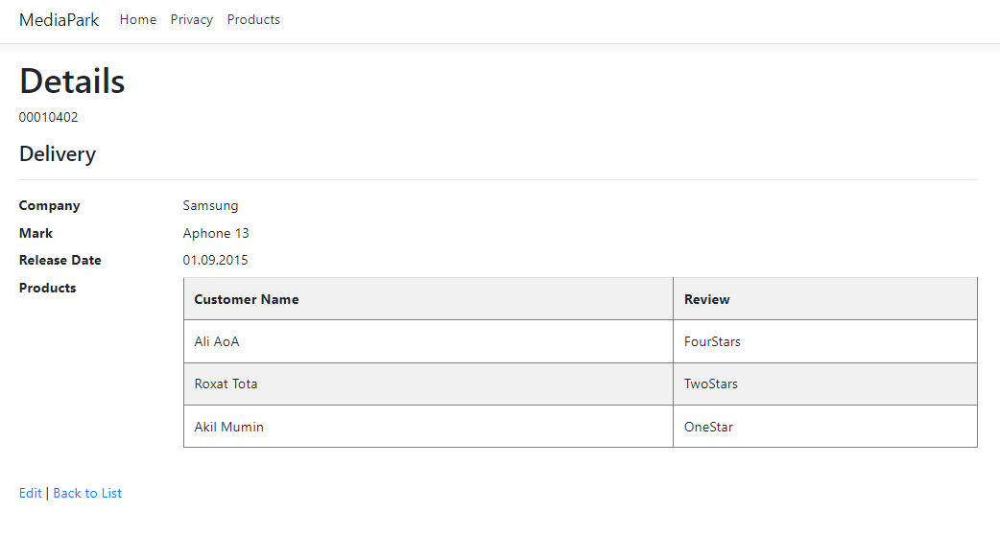 MediaPark Home Privacy Products
Details
00010402
Delivery
Company Samsung
Mark Aphone 13
Release Date 01.09.2015
Products Customer Name Review
Ali AoA FourStars
Roxat Tota TwoStars
Akil Mumin OneStar
Edit | Back to List